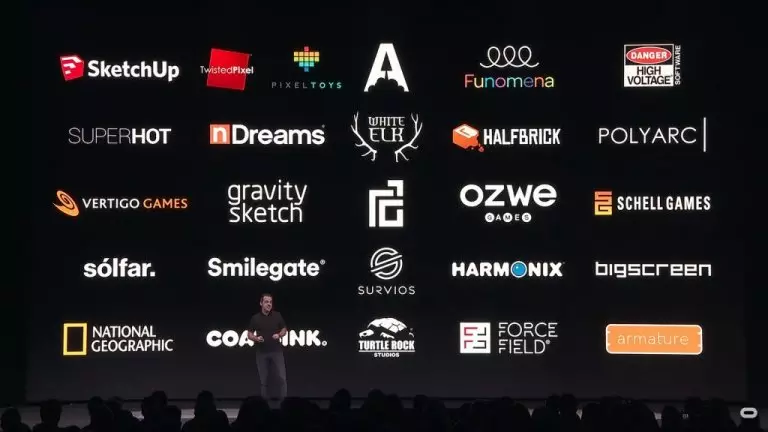 SketchUp
TwistedPixel
PIXELTOYS
A
Funomena
DANGER
HIGH
VOLTAGE
SOFTWARE
SUPERHOT
nDreams®
WHITE
ELK
HALFBRICK
POLYARC
VERTIGO GAMES
gravity
sketch
OZWE
GAMES
SCHELL GAMES
sólfar.
Smilegate®
SURVIOS
HARMONIX
bigscreen
NATIONAL
GEOGRAPHIC
TURTLE ROCK
STUDIOS
FORCE
FIELD®
armature